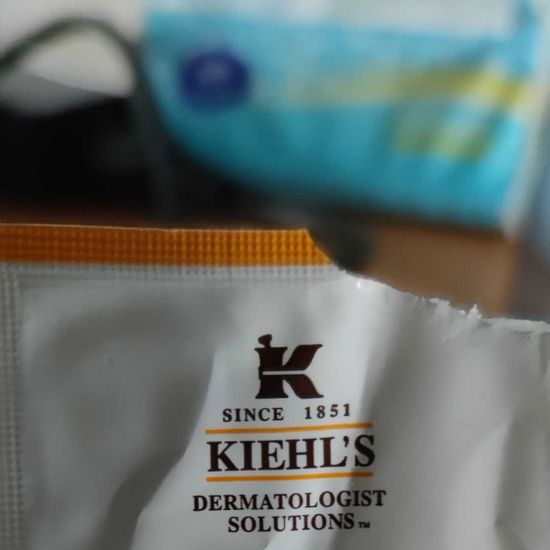 K
SINCE 1851
KIEHL'S
DERMATOLOGIST
SOLUTIONS™